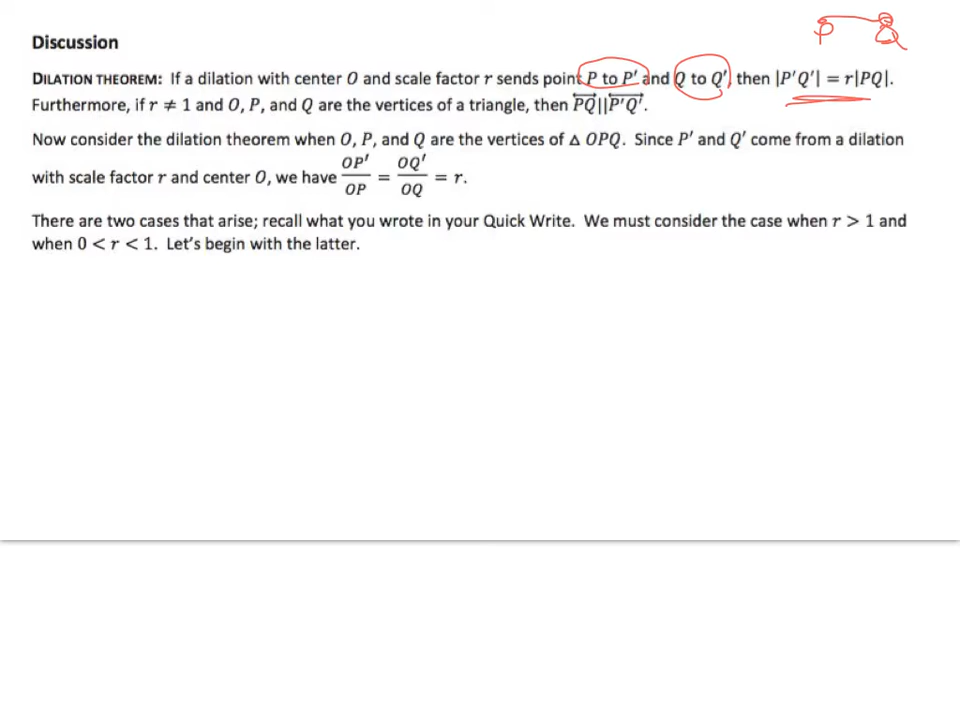 P Q
Discussion
DILATION THEOREM: If a dilation with center O and scale factor r sends point P to P′ and Q to Q′, then |P′Q′| = r|PQ|.
Furthermore, if r ≠ 1 and O, P, and Q are the vertices of a triangle, then PQ||P′Q′.
Now consider the dilation theorem when O, P, and Q are the vertices of △ OPQ. Since P′ and Q′ come from a dilation
with scale factor r and center O, we have OP′/OP = OQ′/OQ = r.
There are two cases that arise; recall what you wrote in your Quick Write. We must consider the case when r > 1 and
when 0 < r < 1. Let's begin with the latter.